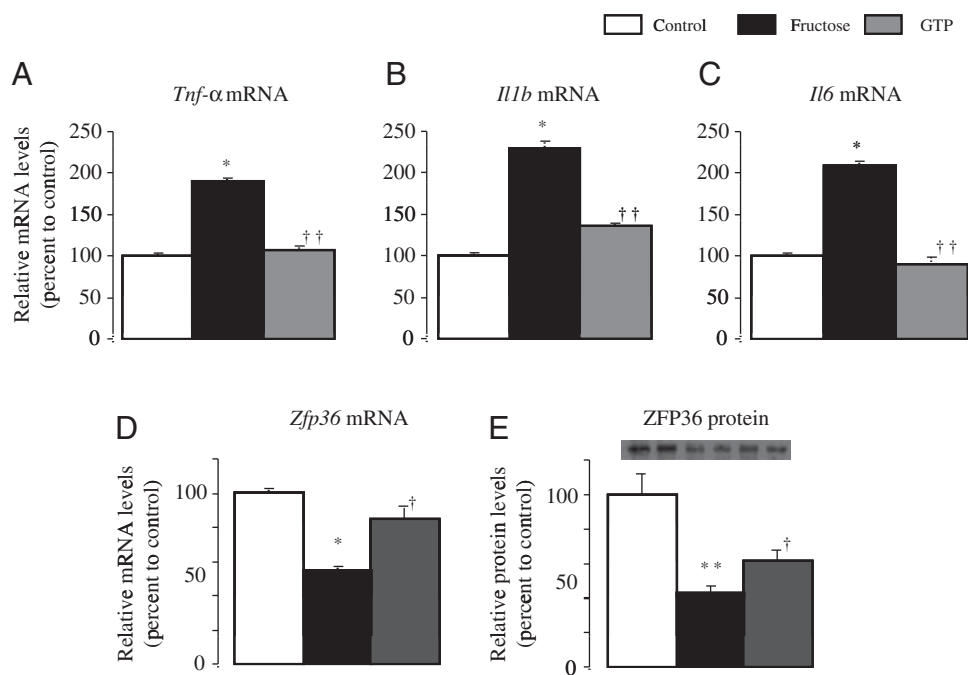 Control Fructose GTP
A B C
Tnf-α mRNA Il1b mRNA Il6 mRNA
Relative mRNA levels
(percent to control)
250 250 250
200 200 200
150 150 150
100 100 100
50 50 50
0 0 0
* * *
†† †† ††
D E
Zfp36 mRNA ZFP36 protein
Relative mRNA levels
(percent to control)
100
50
0
* †
Relative protein levels
(percent to control)
100
50
0
** †